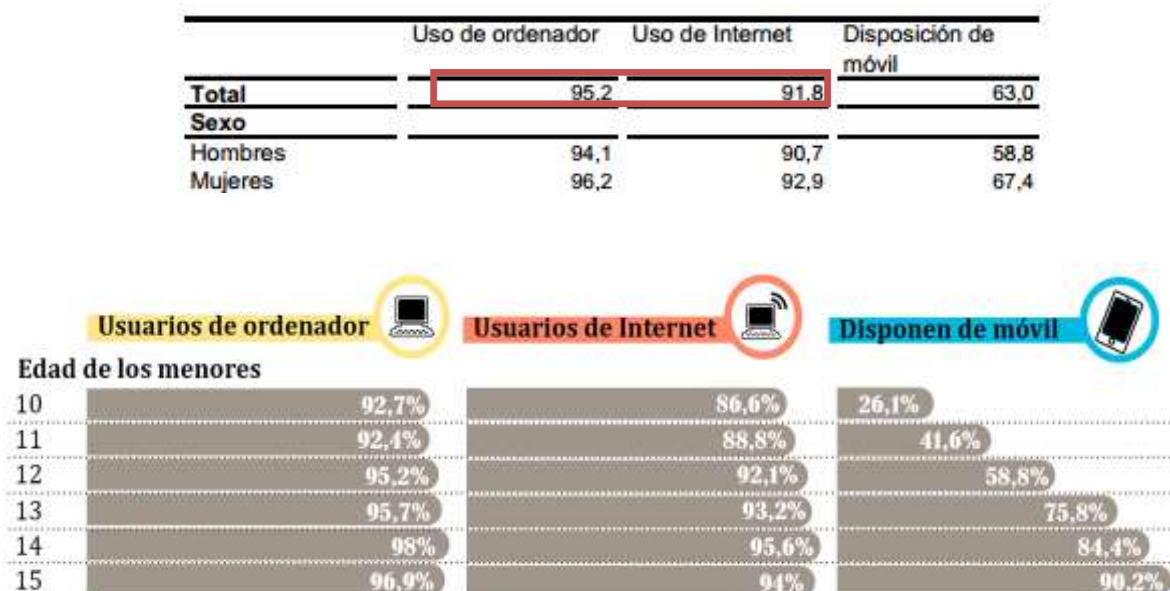 Uso de ordenador Uso de Internet Disposición de móvil
Total 95,2 91,8 63,0
Sexo
Hombres 94,1 90,7 58,8
Mujeres 96,2 92,9 67,4
Usuarios de ordenador Usuarios de Internet Disponen de móvil
Edad de los menores
10 92,7% 86,6% 26,1%
11 92,4% 88,8% 41,6%
12 95,2% 92,1% 58,8%
13 95,7% 93,2% 75,8%
14 98% 95,6% 84,4%
15 96,9% 94% 90,2%